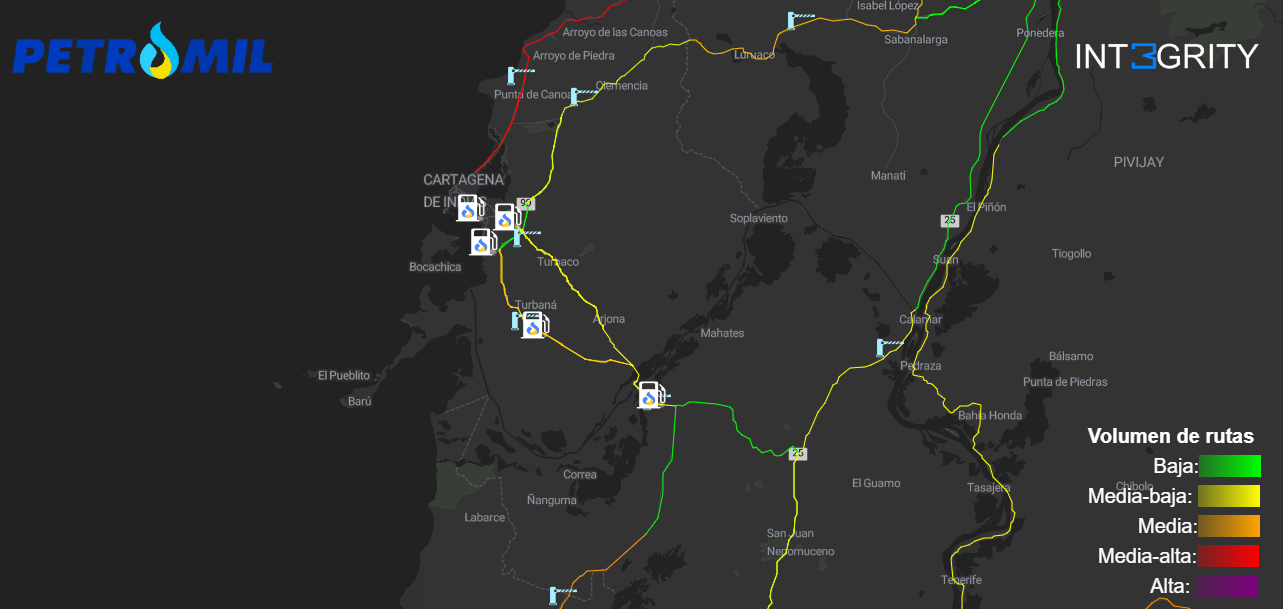 Isabel López
Arroyo de las Canoas
Ponedera
Sabanalarga
PETROMIL
Arroyo de Piedra
Luruaco
INT3GRITY
Clemencia
Punta de Canoa
PIVIJAY
Manatí
CARTAGENA
DE INDIAS
90
El Piñón
Soplaviento
25
Tiogollo
Suan
Turbaco
Bocachica
Turbaná
Arjona
Calamar
Mahates
Bálsamo
Pedraza
El Pueblito
Punta de Piedras
Barú
Bahía Honda
Volumen de rutas
25
Baja:
Correa
El Guamo
Tasajera
Chibolo
Media-baja:
Ñanguma
Labarce
Media:
San Juan
Nepomuceno
Media-alta:
Tenerife
Alta: